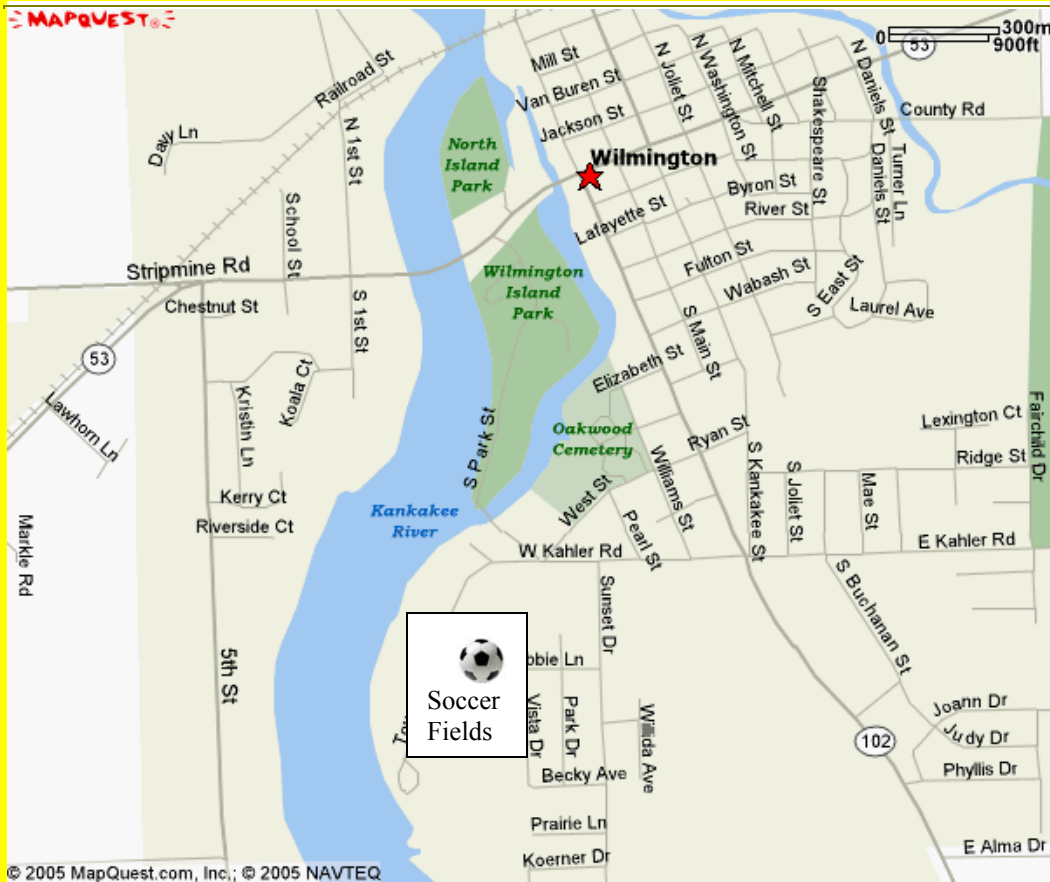 MAPQUEST®
0 300m
900ft
53
Mill St
Van Buren St
Jackson St
N Joliet St
N Washington St
N Mitchell St
Shakespeare St
N Daniels St
County Rd
Daniels St
Turner Ln
Railroad St
Davy Ln
N 1st St
North
Island
Park
Wilmington
Byron St
River St
Lafayette St
School St
Stripmine Rd
Chestnut St
S 1st St
Wilmington
Island
Park
Fulton St
Wabash St
S East St
Laurel Ave
S Main St
53
Lawhorn Ln
Kristin Ln
Koala Ct
Elizabeth St
S Park St
Oakwood
Cemetery
Ryan St
Lexington Ct
Fairchild Dr
Ridge St
Kerry Ct
Riverside Ct
Kankakee
River
West St
Williams St
Pearl St
S Kankakee St
S Joliet St
Mae St
Markle Rd
W Kahler Rd
E Kahler Rd
Sunset Dr
S Buchanan St
5th St
Soccer
Fields
bbie Ln
Vista Dr
Park Dr
Willida Ave
Becky Ave
102
Joann Dr
Judy Dr
Phyllis Dr
Prairie Ln
Koerner Dr
E Alma Dr
© 2005 MapQuest.com, Inc.; © 2005 NAVTEQ